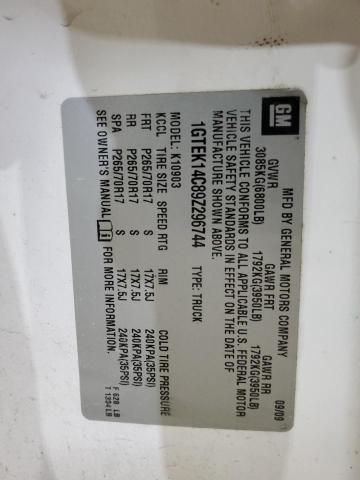 GM
MFD BY GENERAL MOTORS COMPANY 09/09
GVWR GAWR FRT GAWR RR
3085KG(6800LB) 1792KG(3950LB) 1792KG(3950LB)
THIS VEHICLE CONFORMS TO ALL APPLICABLE U.S. FEDERAL MOTOR
VEHICLE SAFETY STANDARDS IN EFFECT ON THE DATE OF
MANUFACTURE SHOWN ABOVE.
1GTEK14C89Z296744 TYPE: TRUCK
MODEL: K10903
KCCL TIRE SIZE SPEED RTG RIM COLD TIRE PRESSURE
FRT P265/70R17 S 17X7.5J 240KPA(35PSI)
RR P265/70R17 S 17X7.5J 240KPA(35PSI)
SPA P265/70R17 S 17X7.5J 240KPA(35PSI)
SEE OWNER'S MANUAL FOR MORE INFORMATION.
F 620 LB
T 1394 LB